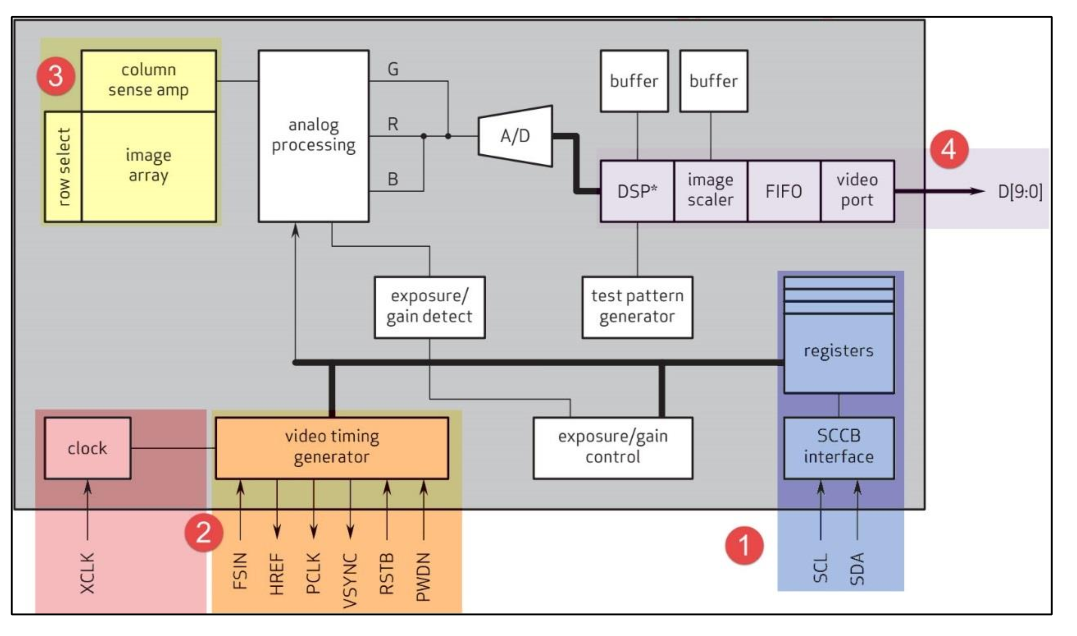 3
column
sense amp
row select
image
array
analog
processing
G
R
B
A/D
buffer
buffer
4
DSP*
image
scaler
FIFO
video
port
D[9:0]
exposure/
gain detect
test pattern
generator
registers
clock
video timing
generator
exposure/gain
control
SCCB
interface
2
1
XCLK
FSIN
HREF
PCLK
VSYNC
RSTB
PWDN
SCL
SDA